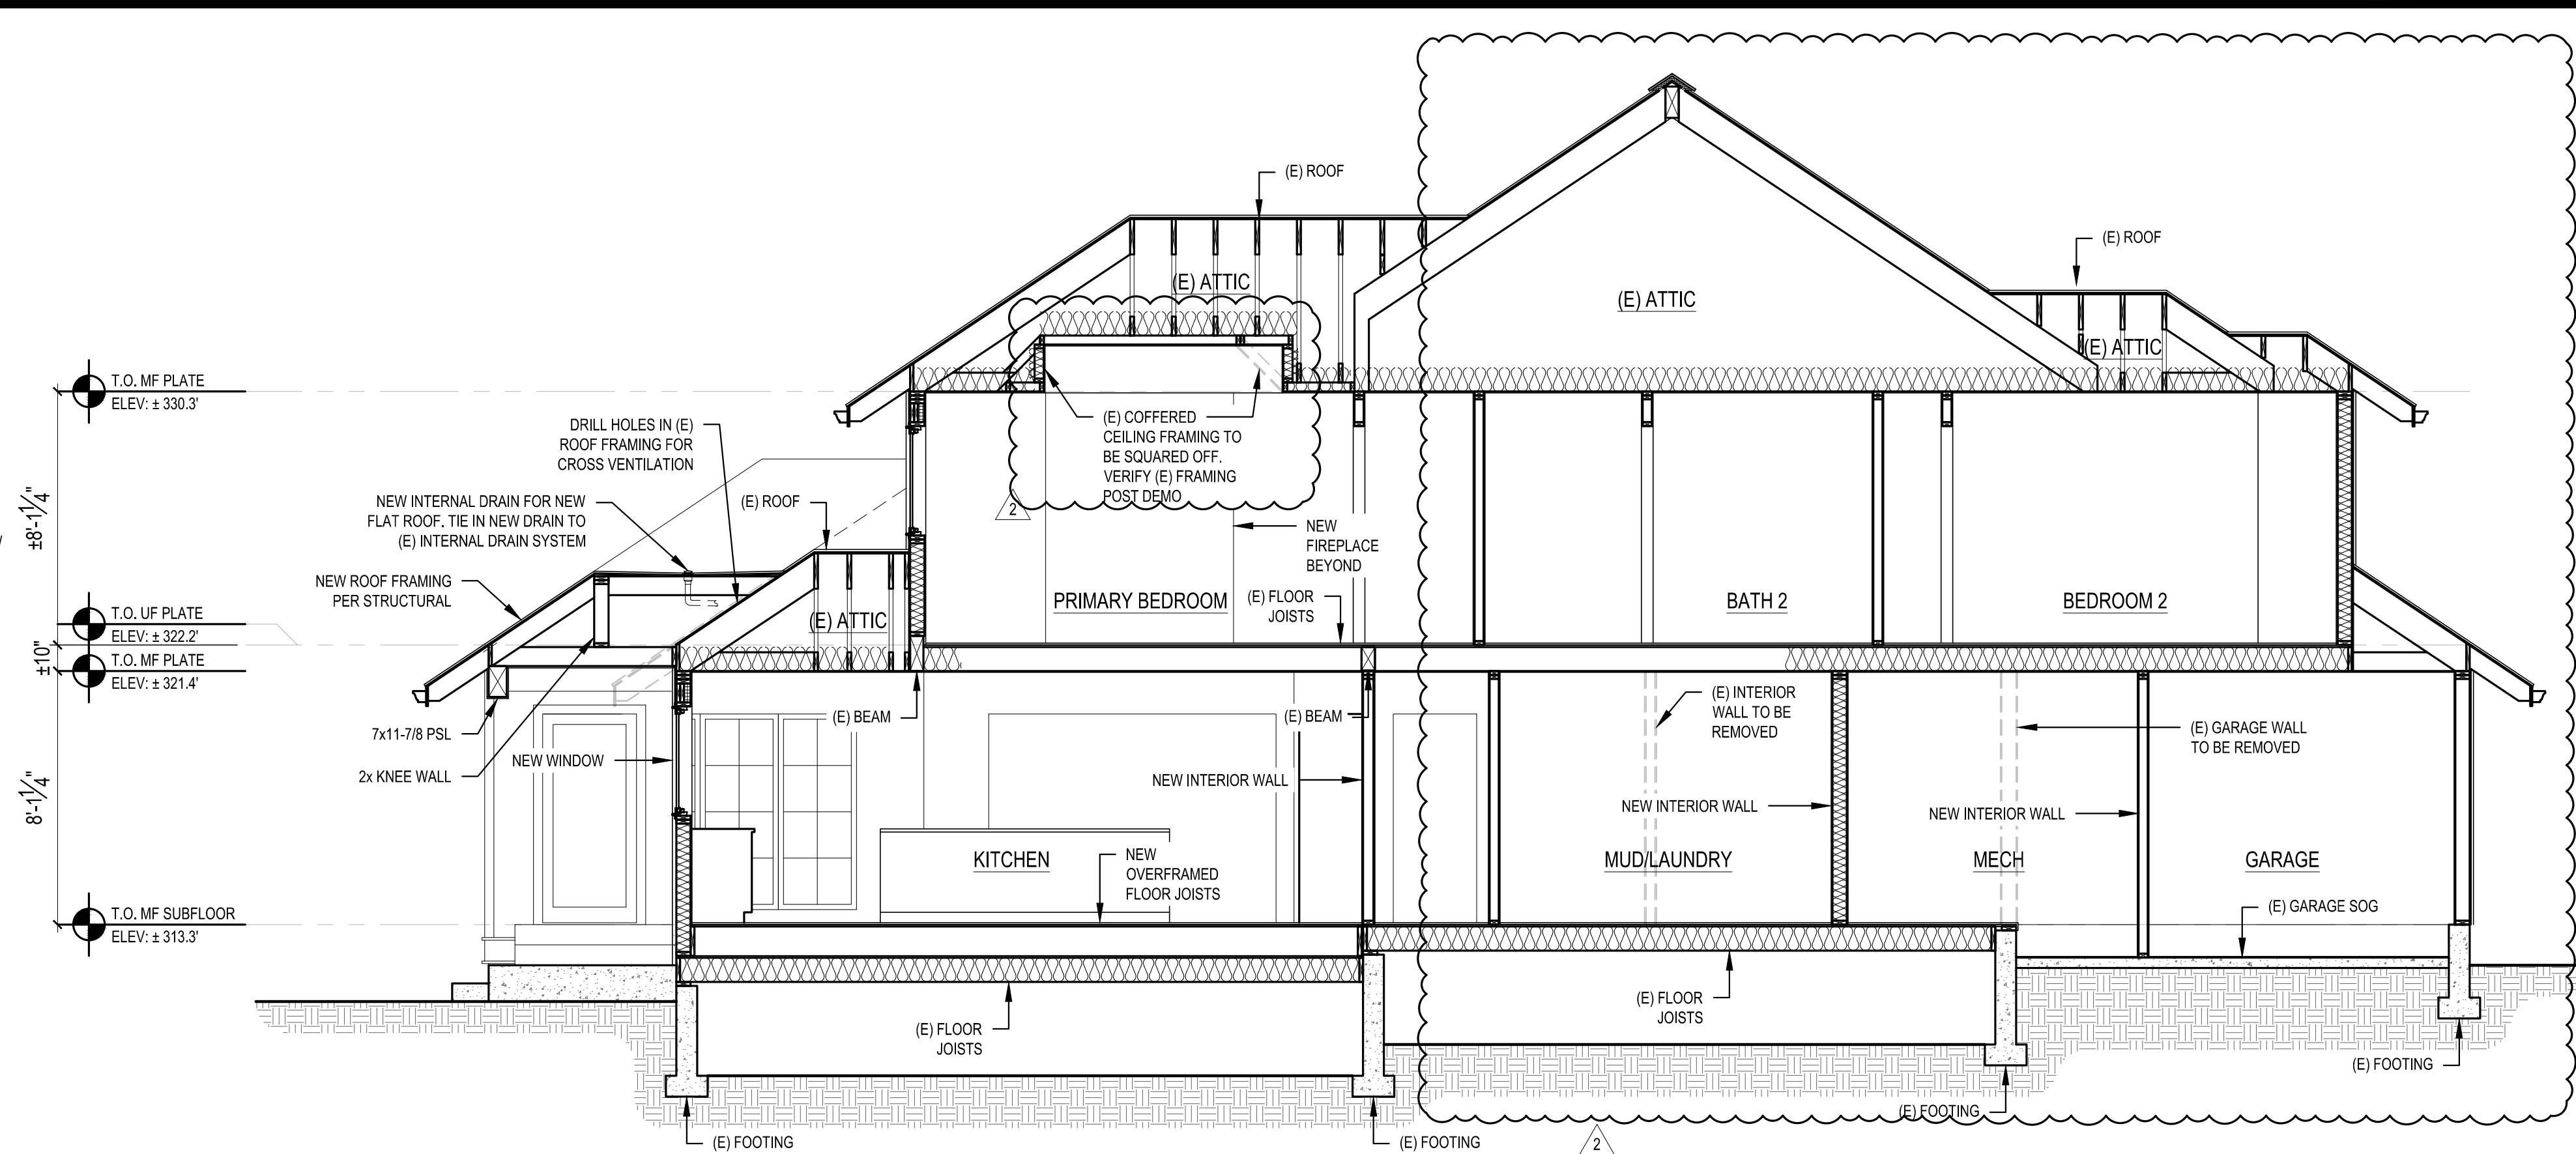 (E) ROOF
(E) ROOF
(E) ATTIC
(E) ATTIC
(E) ATTIC
T.O. MF PLATE
ELEV: ± 330.3'
DRILL HOLES IN (E)
ROOF FRAMING FOR
CROSS VENTILATION
(E) COFFERED
CEILING FRAMING TO
BE SQUARED OFF.
VERIFY (E) FRAMING
POST DEMO
2
NEW INTERNAL DRAIN FOR NEW
FLAT ROOF. TIE IN NEW DRAIN TO
(E) INTERNAL DRAIN SYSTEM
(E) ROOF
±8'-1 1/4"
NEW
FIREPLACE
BEYOND
NEW ROOF FRAMING
PER STRUCTURAL
T.O. UF PLATE
ELEV: ± 322.2'
(E) ATTIC
PRIMARY BEDROOM
(E) FLOOR
JOISTS
BATH 2
BEDROOM 2
±10"
T.O. MF PLATE
ELEV: ± 321.4'
7x11-7/8 PSL
2x KNEE WALL
NEW WINDOW
(E) BEAM
(E) BEAM
(E) INTERIOR
WALL TO BE
REMOVED
(E) GARAGE WALL
TO BE REMOVED
8'-1 1/4"
NEW INTERIOR WALL
NEW INTERIOR WALL
NEW INTERIOR WALL
KITCHEN
NEW
OVERFRAMED
FLOOR JOISTS
MUD/LAUNDRY
MECH
GARAGE
T.O. MF SUBFLOOR
ELEV: ± 313.3'
(E) GARAGE SOG
(E) FLOOR
JOISTS
(E) FLOOR
JOISTS
(E) FOOTING
(E) FOOTING
(E) FOOTING
(E) FOOTING
2